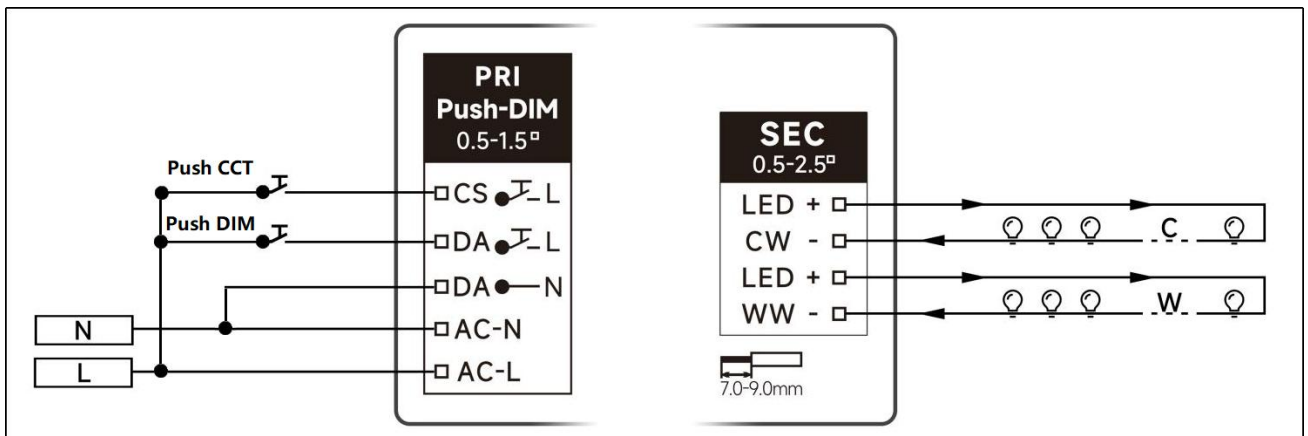 PRI
Push-DIM
0.5-1.5▫
Push CCT
CS L
Push DIM
DA L
DA N
N
AC-N
L
AC-L
SEC
0.5-2.5▫
LED +
CW -
C
LED +
WW -
W
7.0-9.0mm